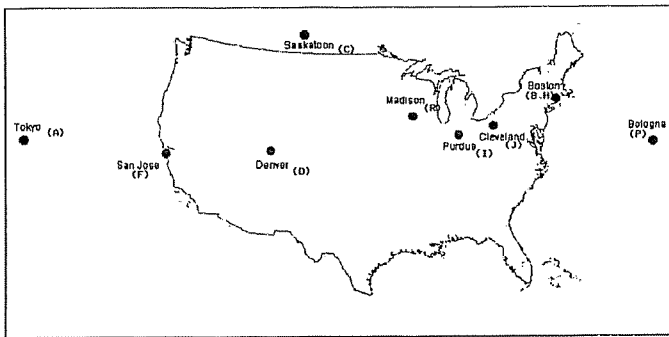 Saskatoon (C)
Boston
(B,H)
Madison
(R)
Tokyo (A)
Cleveland
(J)
Bologna
(P)
Purdue
(I)
San Jose
(F)
Denver (D)